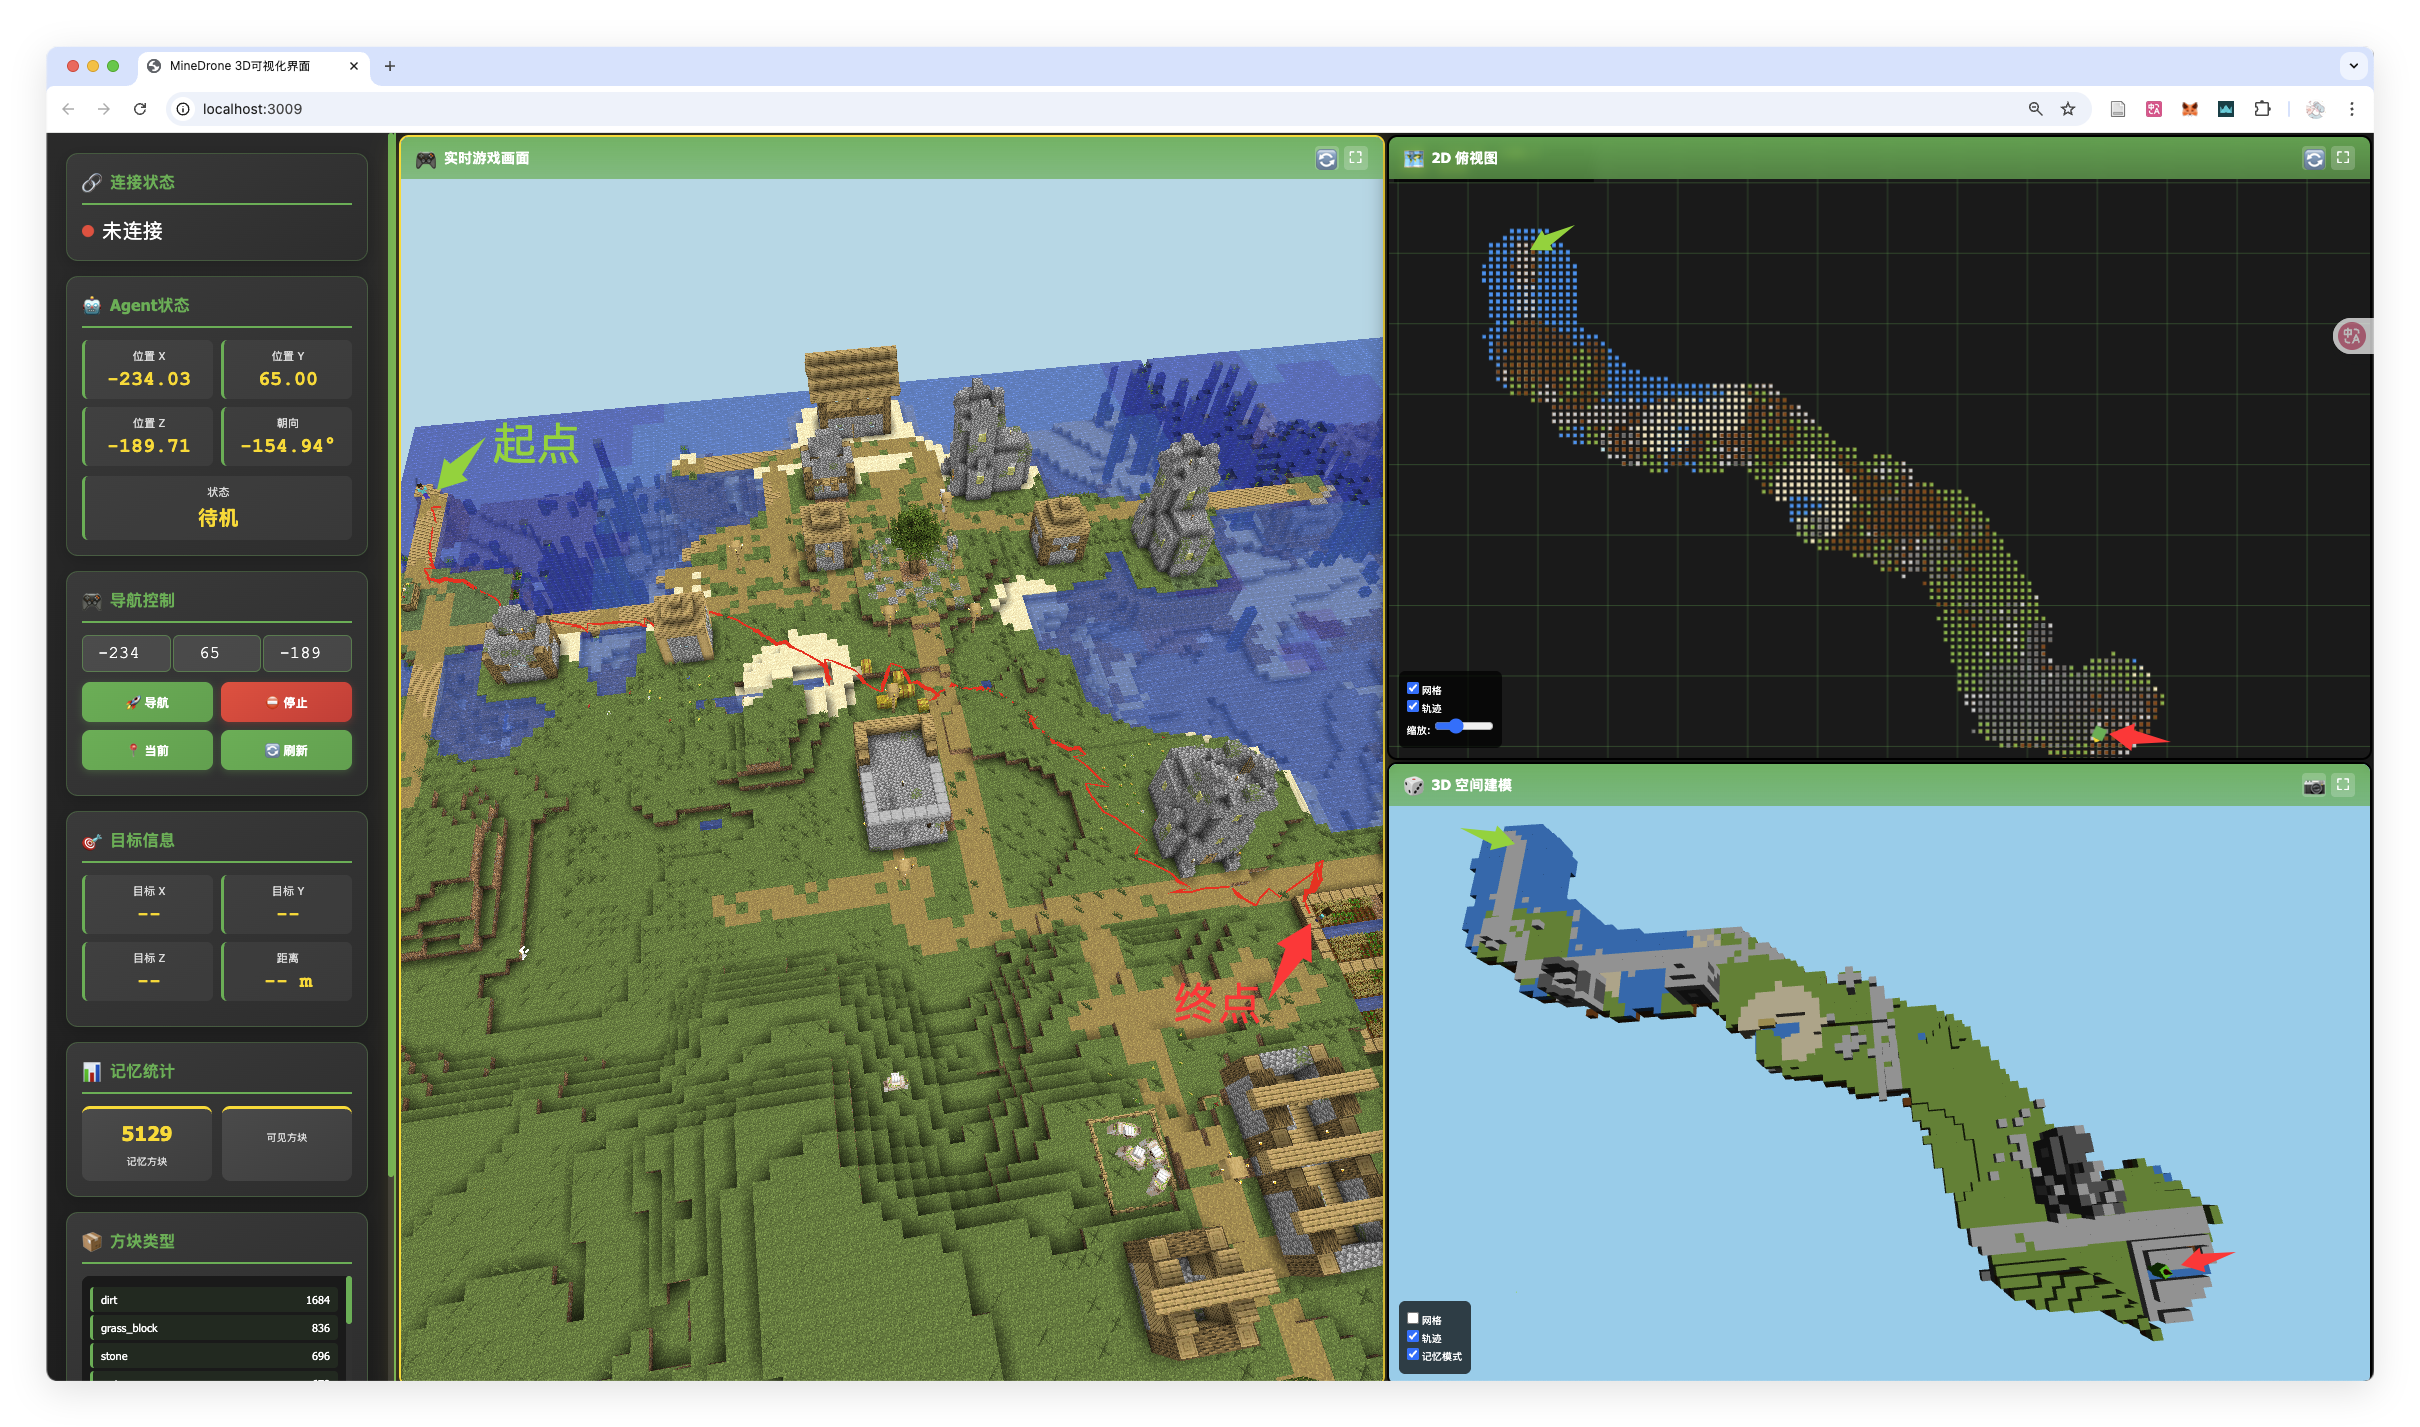 MineDrone 3D可视化界面
localhost:3009
连接状态
未连接
Agent状态
位置 X
-234.03
位置 Y
65.00
位置 Z
-189.71
朝向
-154.94°
状态
待机
导航控制
-234
65
-189
导航
停止
当前
刷新
目标信息
目标 X
--
目标 Y
--
目标 Z
--
距离
-- m
记忆统计
5129
记忆方块
可见方块
方块类型
dirt 1684
grass_block 836
stone 696
实时游戏画面
起点
终点
2D 俯视图
网格
轨迹
缩放:
3D 空间建模
网格
轨迹
记忆模式